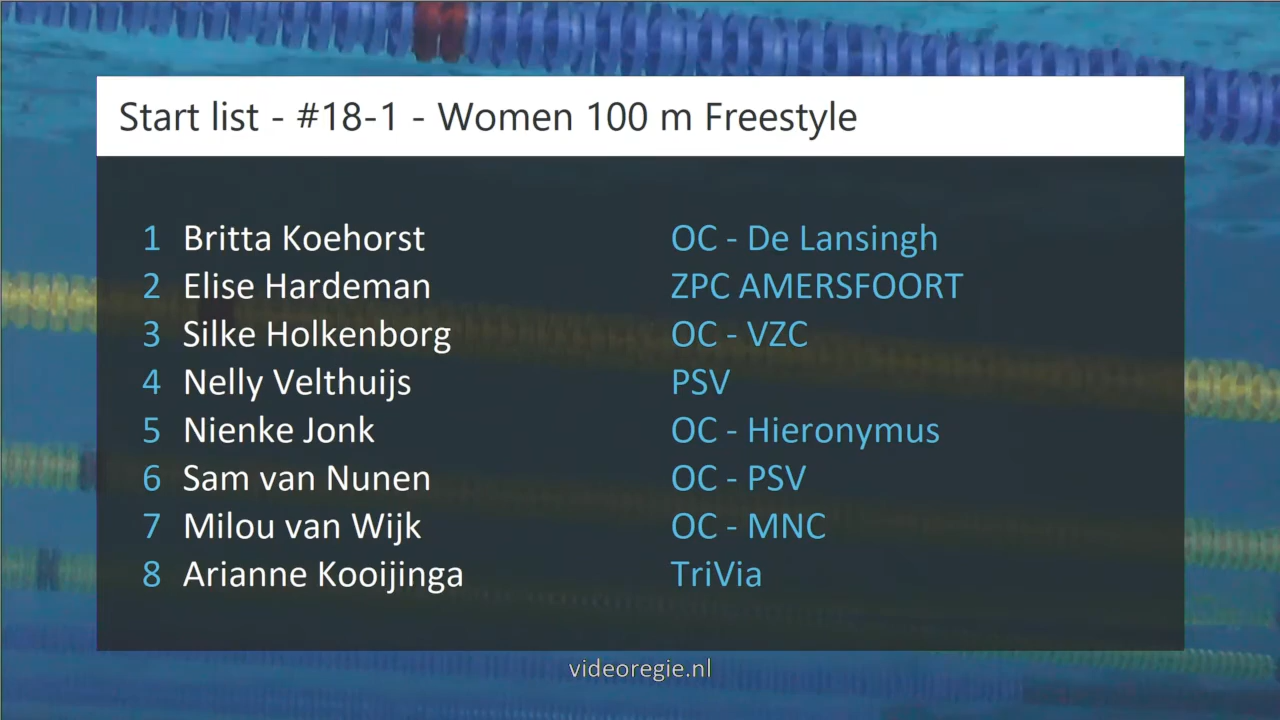 Start list - #18-1 - Women 100 m Freestyle
1 Britta Koehorst OC - De Lansingh
2 Elise Hardeman ZPC AMERSFOORT
3 Silke Holkenborg OC - VZC
4 Nelly Velthuijs PSV
5 Nienke Jonk OC - Hieronymus
6 Sam van Nunen OC - PSV
7 Milou van Wijk OC - MNC
8 Arianne Kooijinga TriVia
videoregie.nl